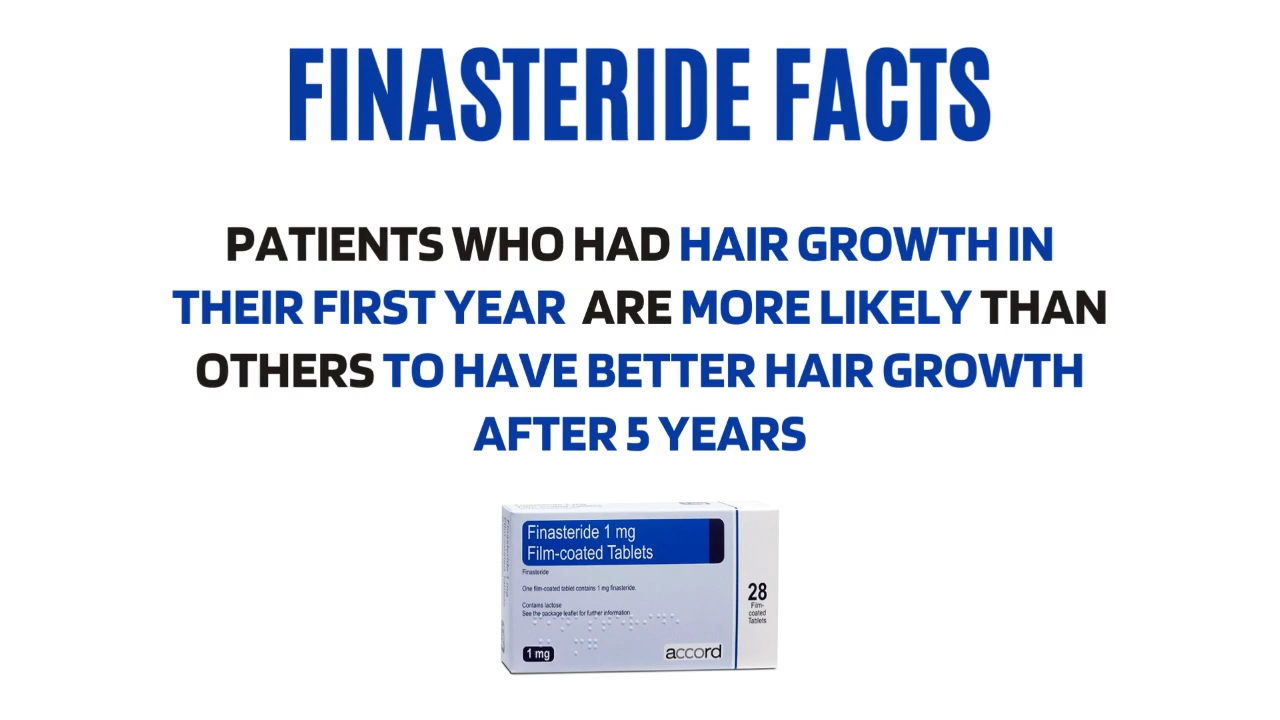 FINASTERIDE FACTS
PATIENTS WHO HAD HAIR GROWTH IN
THEIR FIRST YEAR ARE MORE LIKELY THAN
OTHERS TO HAVE BETTER HAIR GROWTH
AFTER 5 YEARS
Finasteride 1 mg
Film-coated Tablets
Finasteride
One film-coated tablet contains 1 mg finasteride.
Contains lactose
See the package leaflet for further information
1 mg
accord
28
Film-
coated
Tablets